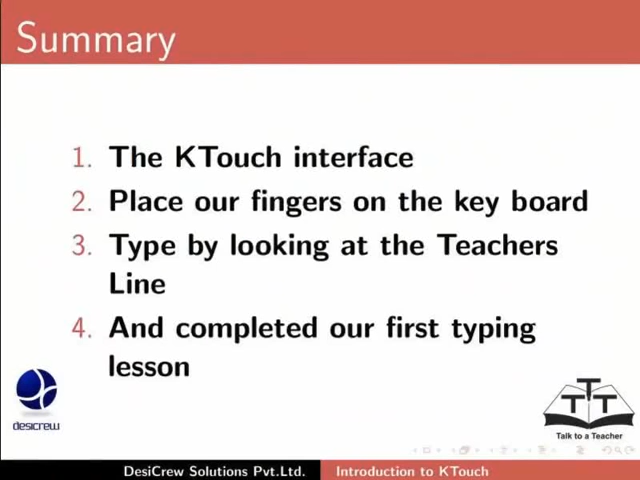 Summary
1. The KTouch interface
2. Place our fingers on the key board
3. Type by looking at the Teachers
Line
4. And completed our first typing
lesson
desicrew
TTT
Talk to a Teacher
DesiCrew Solutions Pvt.Ltd. Introduction to KTouch